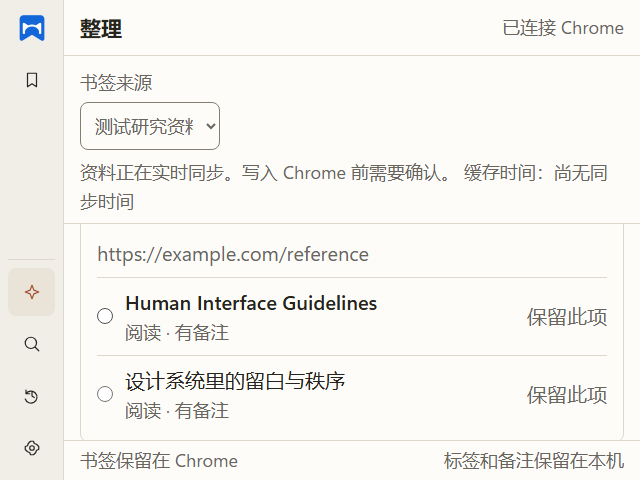 整理
已连接 Chrome
书签来源
测试研究资料
资料正在实时同步。写入 Chrome 前需要确认。 缓存时间：尚无同
步时间
https://example.com/reference
Human Interface Guidelines
阅读 · 有备注
保留此项
设计系统里的留白与秩序
阅读 · 有备注
保留此项
书签保留在 Chrome
标签和备注保留在本机